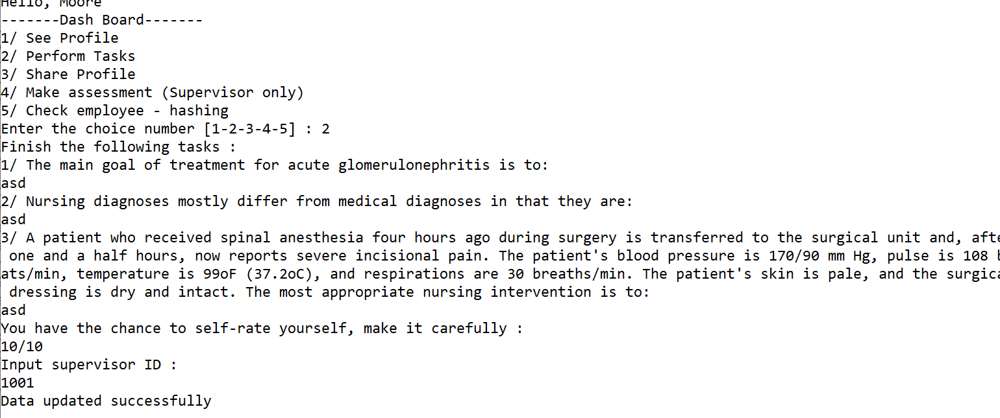 Hello, Moore
-------Dash Board-------
1/ See Profile
2/ Perform Tasks
3/ Share Profile
4/ Make assessment (Supervisor only)
5/ Check employee - hashing
Enter the choice number [1-2-3-4-5] : 2
Finish the following tasks :
1/ The main goal of treatment for acute glomerulonephritis is to:
asd
2/ Nursing diagnoses mostly differ from medical diagnoses in that they are:
asd
3/ A patient who received spinal anesthesia four hours ago during surgery is transferred to the surgical unit and,
one and a half hours, now reports severe incisional pain. The patient's blood pressure is 170/90 mm Hg, pulse is 108
ats/min, temperature is 99oF (37.2oC), and respirations are 30 breaths/min. The patient's skin is pale, and the
dressing is dry and intact. The most appropriate nursing intervention is to:
asd
You have the chance to self-rate yourself, make it carefully :
10/10
Input supervisor ID :
1001
Data updated successfully